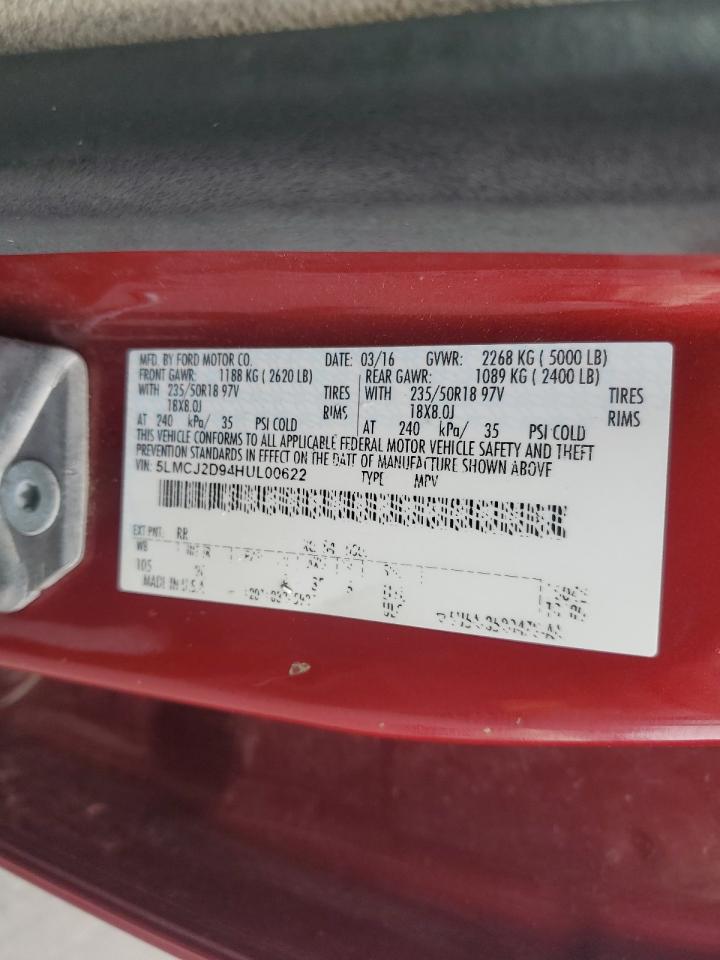 MFD. BY FORD MOTOR CO. DATE: 03/16 GVWR: 2268 KG ( 5000 LB)
FRONT GAWR: 1188 KG ( 2620 LB) REAR GAWR: 1089 KG ( 2400 LB)
WITH 235/50R18 97V TIRES WITH 235/50R18 97V TIRES
18X8.0J RIMS 18X8.0J RIMS
AT 240 kPa/ 35 PSI COLD AT 240 kPa/ 35 PSI COLD
THIS VEHICLE CONFORMS TO ALL APPLICABLE FEDERAL MOTOR VEHICLE SAFETY AND THEFT
PREVENTION STANDARDS IN EFFECT ON THE DATE OF MANUFACTURE SHOWN ABOVE
VIN: 5LMCJ2D94HUL00622 TYPE MPV
EXT PNT: RR
WB
105
MADE IN U.S.A.